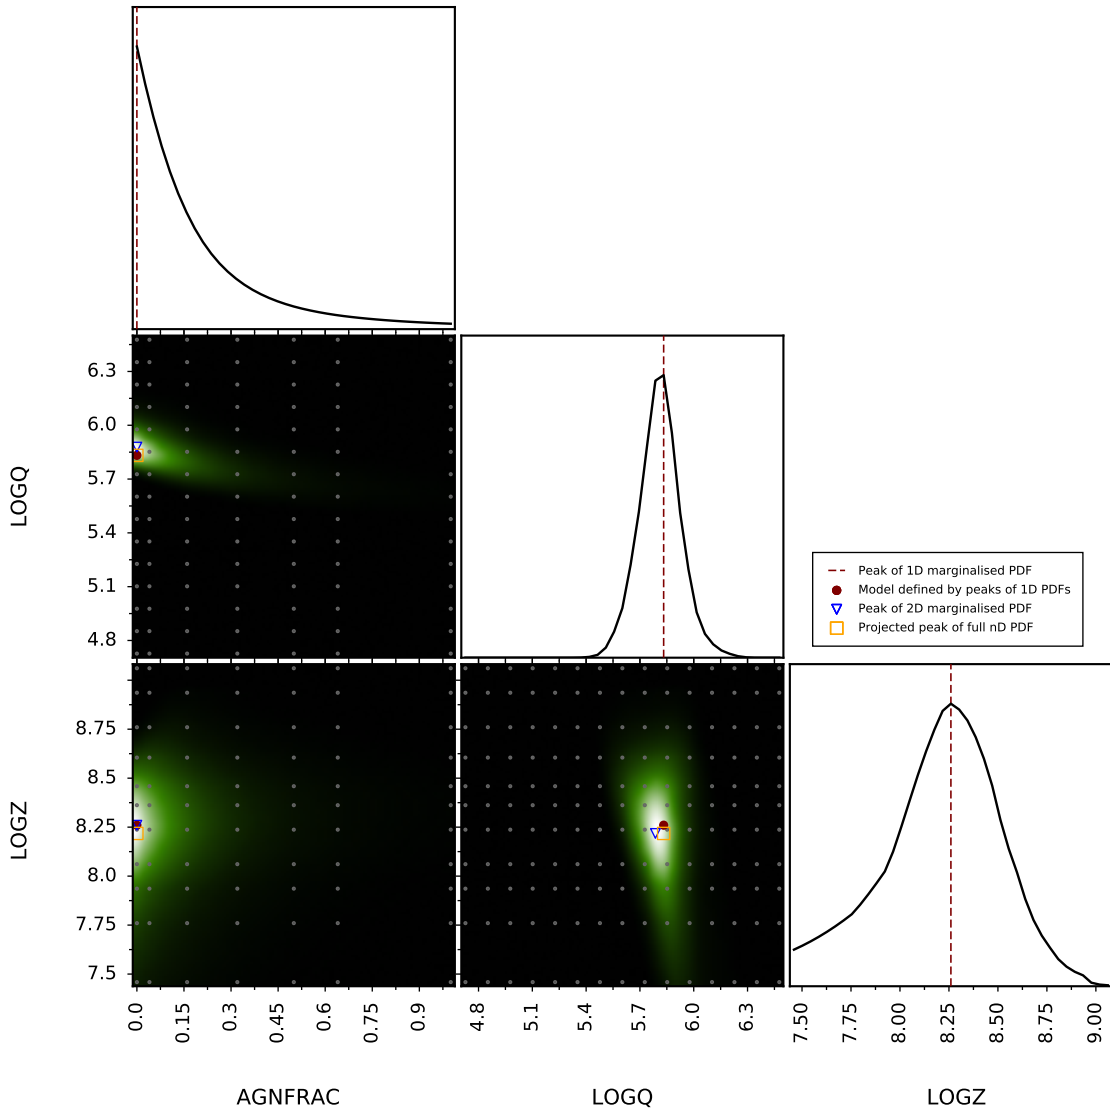 6.3
6.0
5.7
5.4
5.1
4.8
LOGQ
Peak of 1D marginalised PDF
Model defined by peaks of 1D PDFs
Peak of 2D marginalised PDF
Projected peak of full nD PDF
8.75
8.5
8.25
8.0
7.75
7.5
LOGZ
0.0 0.15 0.3 0.45 0.6 0.75 0.9
4.8 5.1 5.4 5.7 6.0 6.3
7.50 7.75 8.00 8.25 8.50 8.75 9.00
AGNFRAC LOGQ LOGZ